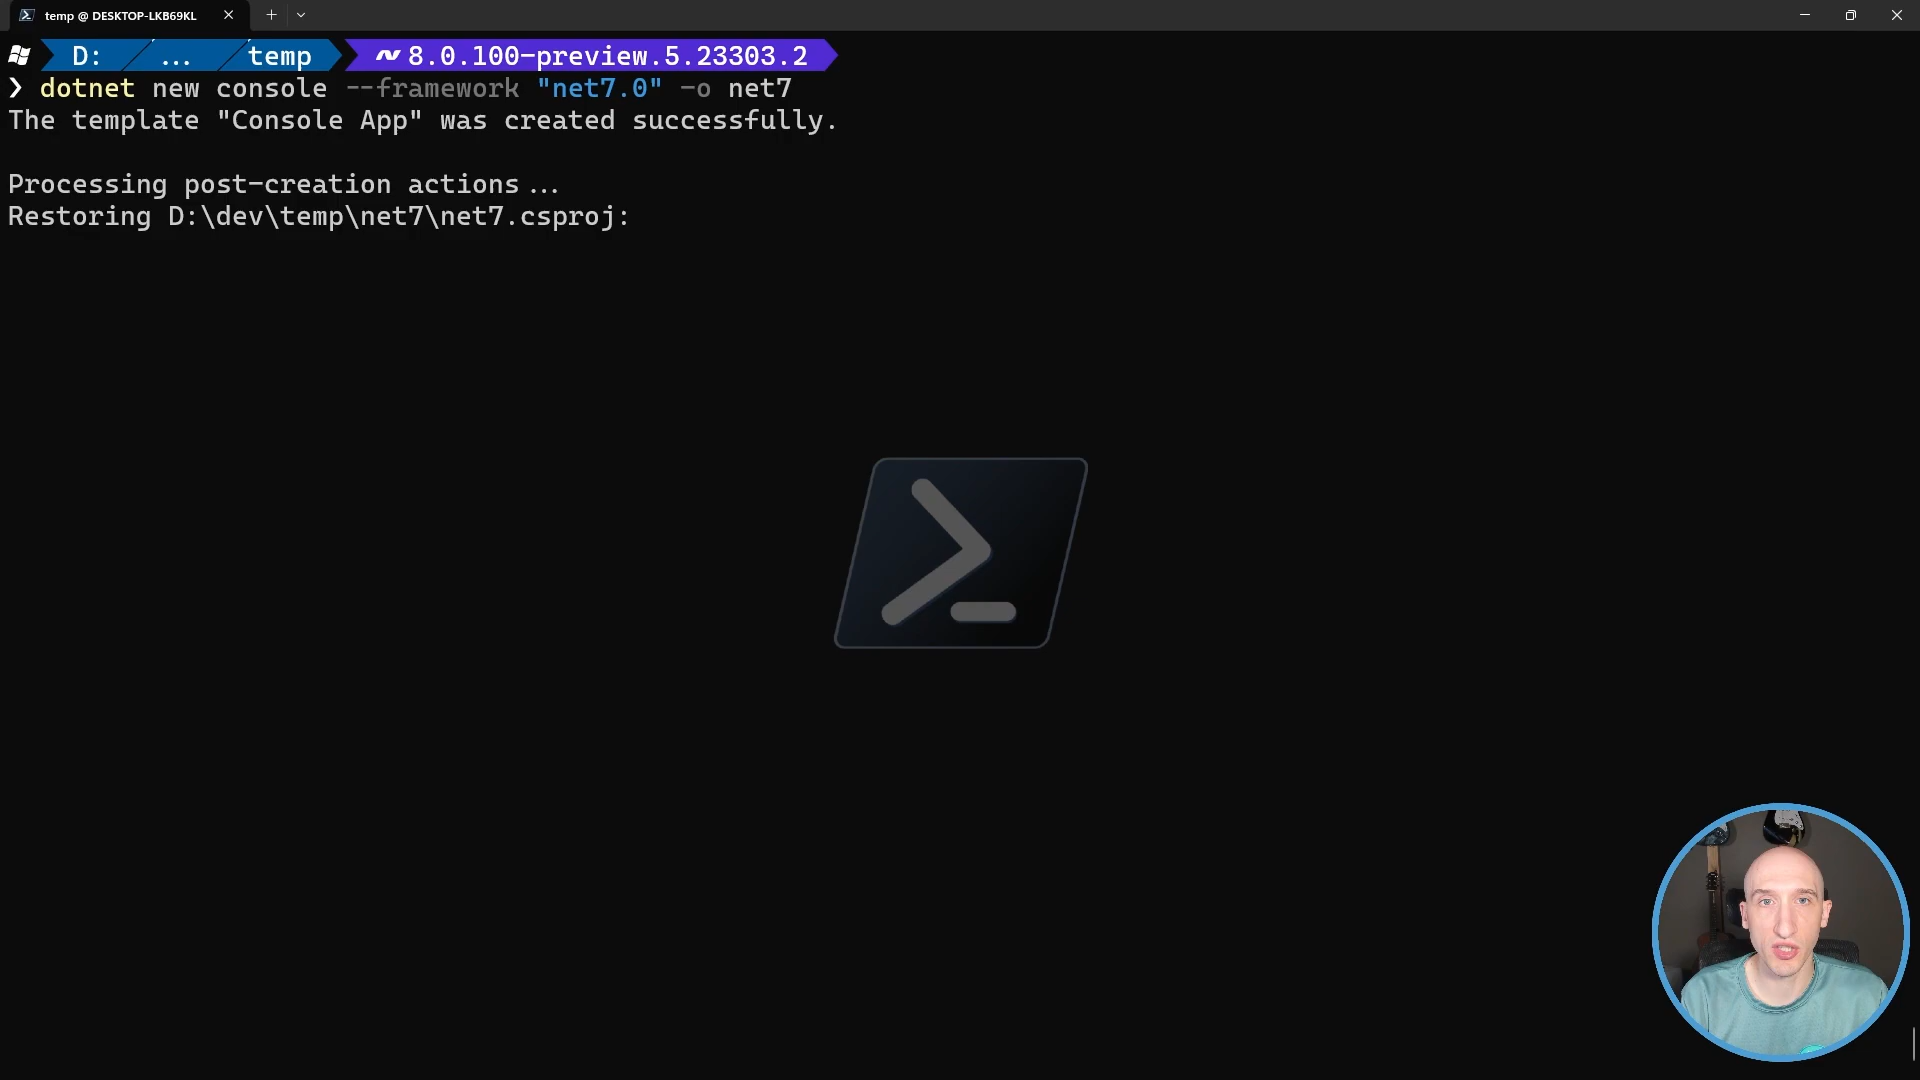 temp @ DESKTOP-LKB69KL
D: ... temp 8.0.100-preview.5.23303.2
❯ dotnet new console --framework "net7.0" -o net7
The template "Console App" was created successfully.
Processing post-creation actions...
Restoring D:\dev\temp\net7\net7.csproj: